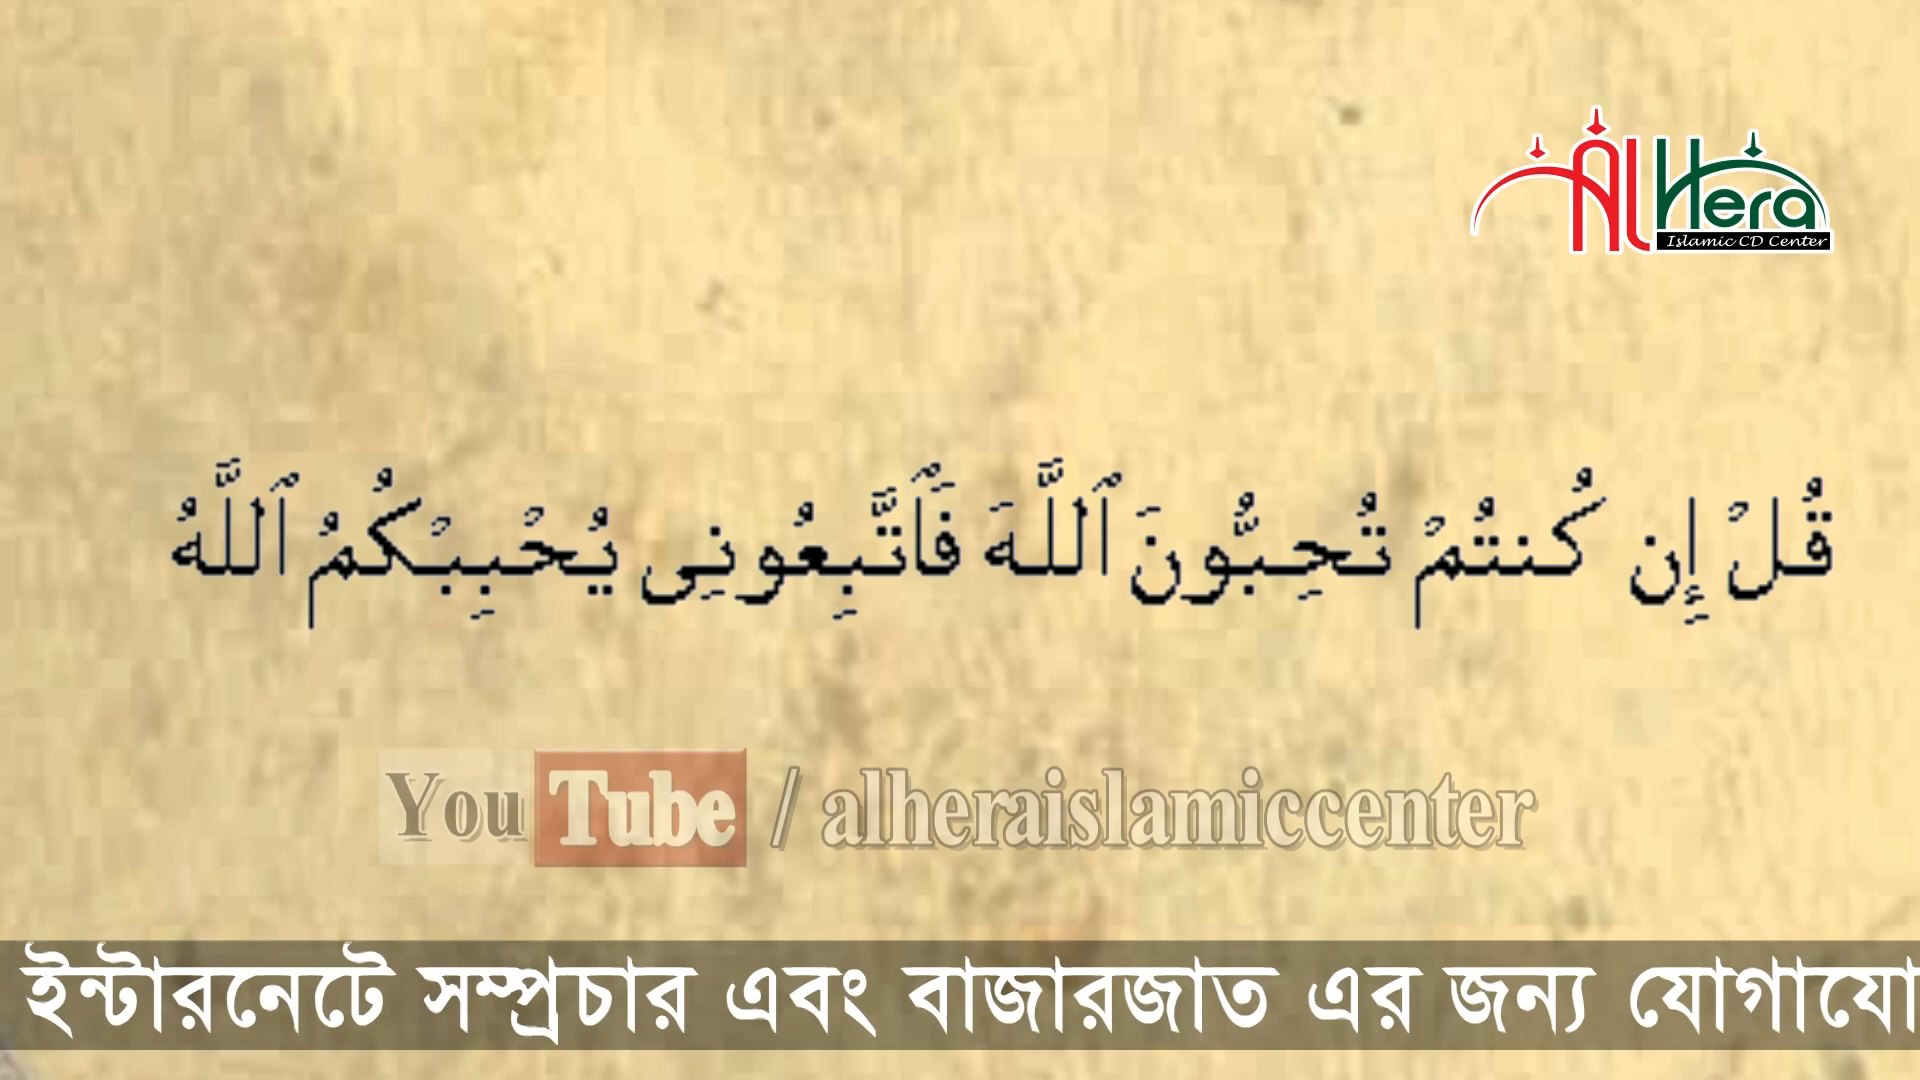 AL Hera
Islamic CD Center
قُلْ إِن كُنتُمْ تُحِبُّونَ ٱللَّهَ فَٱتَّبِعُونِى يُحْبِبْكُمُ ٱللَّهُ
YouTube / alheraislamiccenter
ইন্টারনেটে সম্প্রচার এবং বাজারজাত এর জন্য যোগাযো